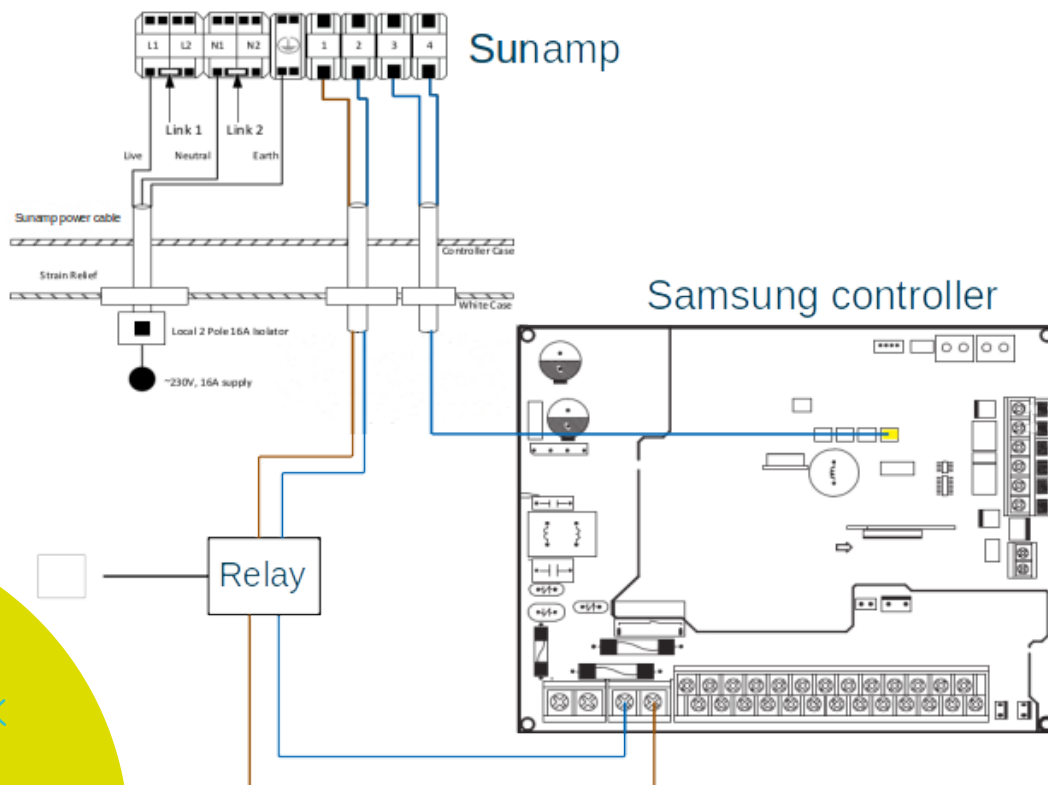 Sunamp
L1 L2 N1 N2 1 2 3 4
Link 1 Link 2
Live Neutral Earth
Sunamp power cable
Controller Case
Strain Relief
White Case
Samsung controller
Local 2 Pole 16A Isolator
~230V, 16A supply
Relay